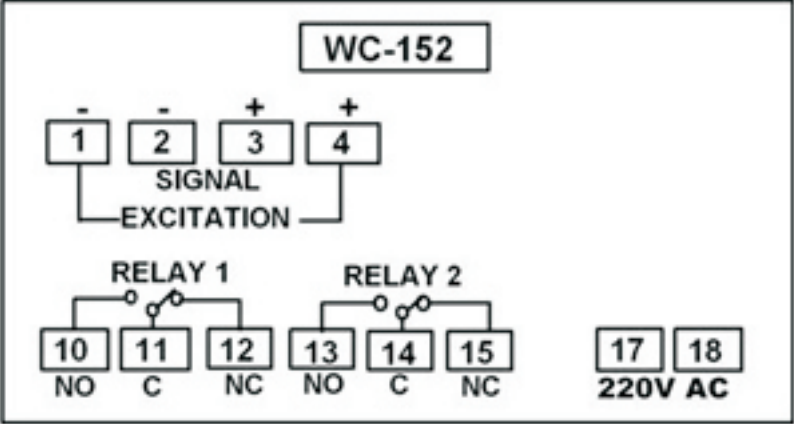 WC-152
- - + +
1 2 3 4
SIGNAL
EXCITATION
RELAY 1 RELAY 2
10 11 12 13 14 15 17 18
NO C NC NO C NC 220V AC